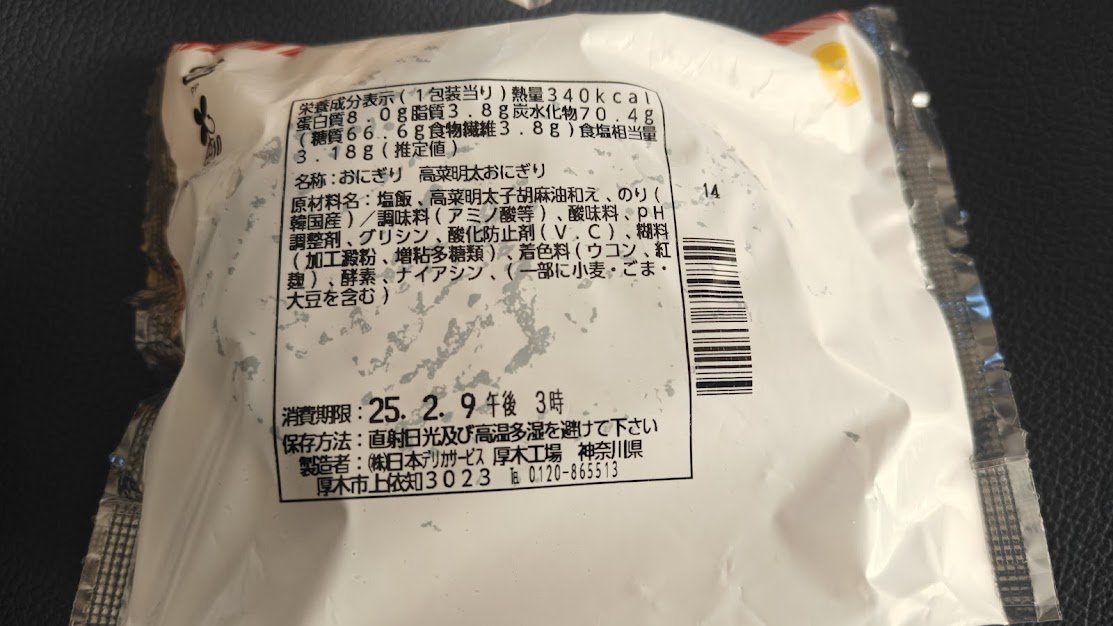 栄養成分表示(1包装当り)熱量340kcal
蛋白質8.0g脂質3.8g炭水化物70.4g
(糖質66.6g食物繊維3.8g)食塩相当量
3.18g(推定値)
名称:おにぎり 高菜明太おにぎり
原材料名:塩飯、高菜明太子胡麻油和え、のり(
韓国産)/調味料(アミノ酸等)、酸味料、pH
調整剤、グリシン、酸化防止剤(V.C)、糊料
(加工澱粉、増粘多糖類)、着色料(ウコン、紅
麹)、酵素、ナイアシン、(一部に小麦・ごま・
大豆を含む)
14
消費期限:25.2.9午後 3時
保存方法:直射日光及び高温多湿を避けて下さい
製造者:㈱日本デリカサービス 厚木工場 神奈川県
厚木市上依知3023 ℡ 0120-865513